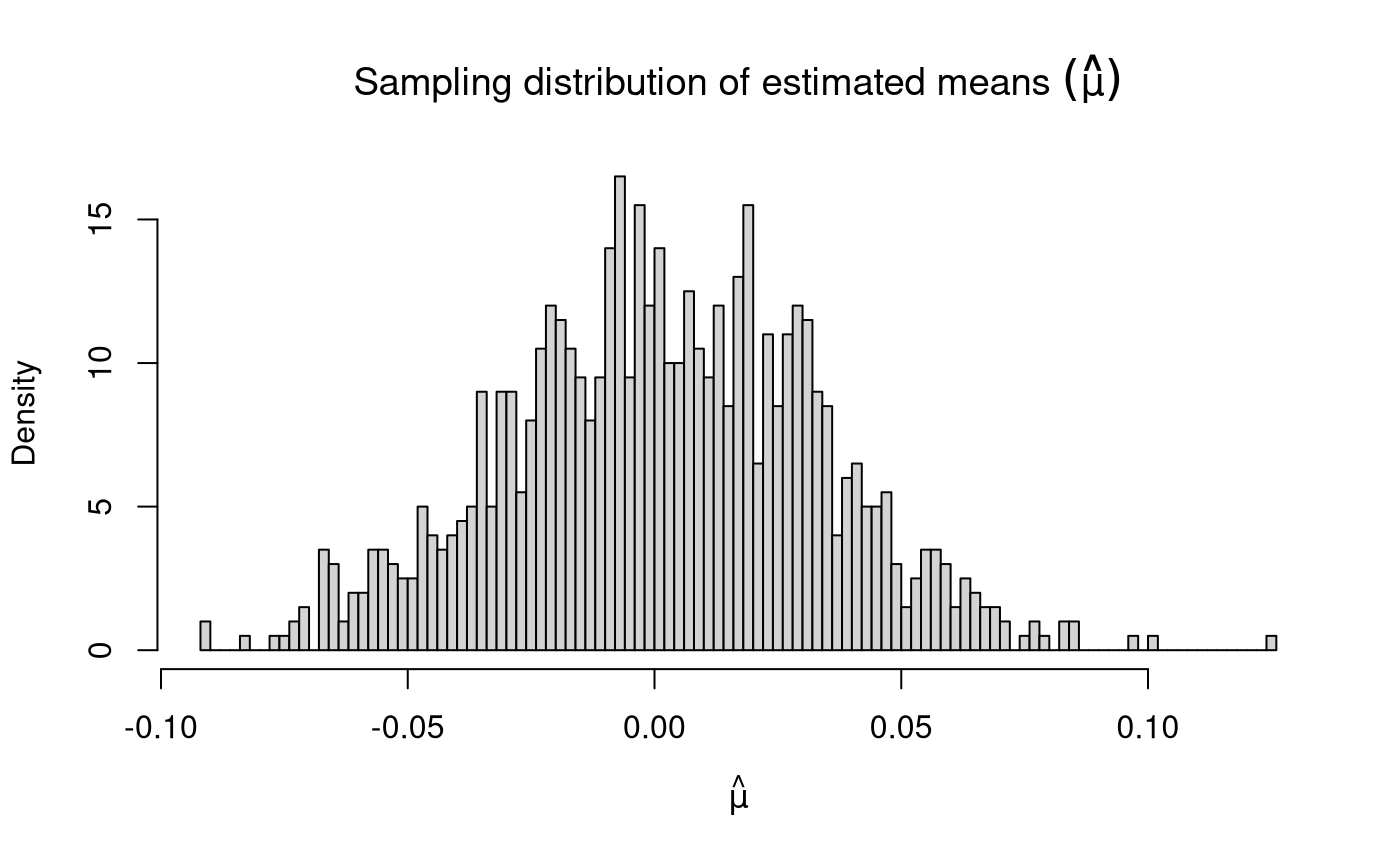 Sampling distribution of estimated means (μ̂)
Density
15
10
5
0
-0.10 -0.05 0.00 0.05 0.10
μ̂